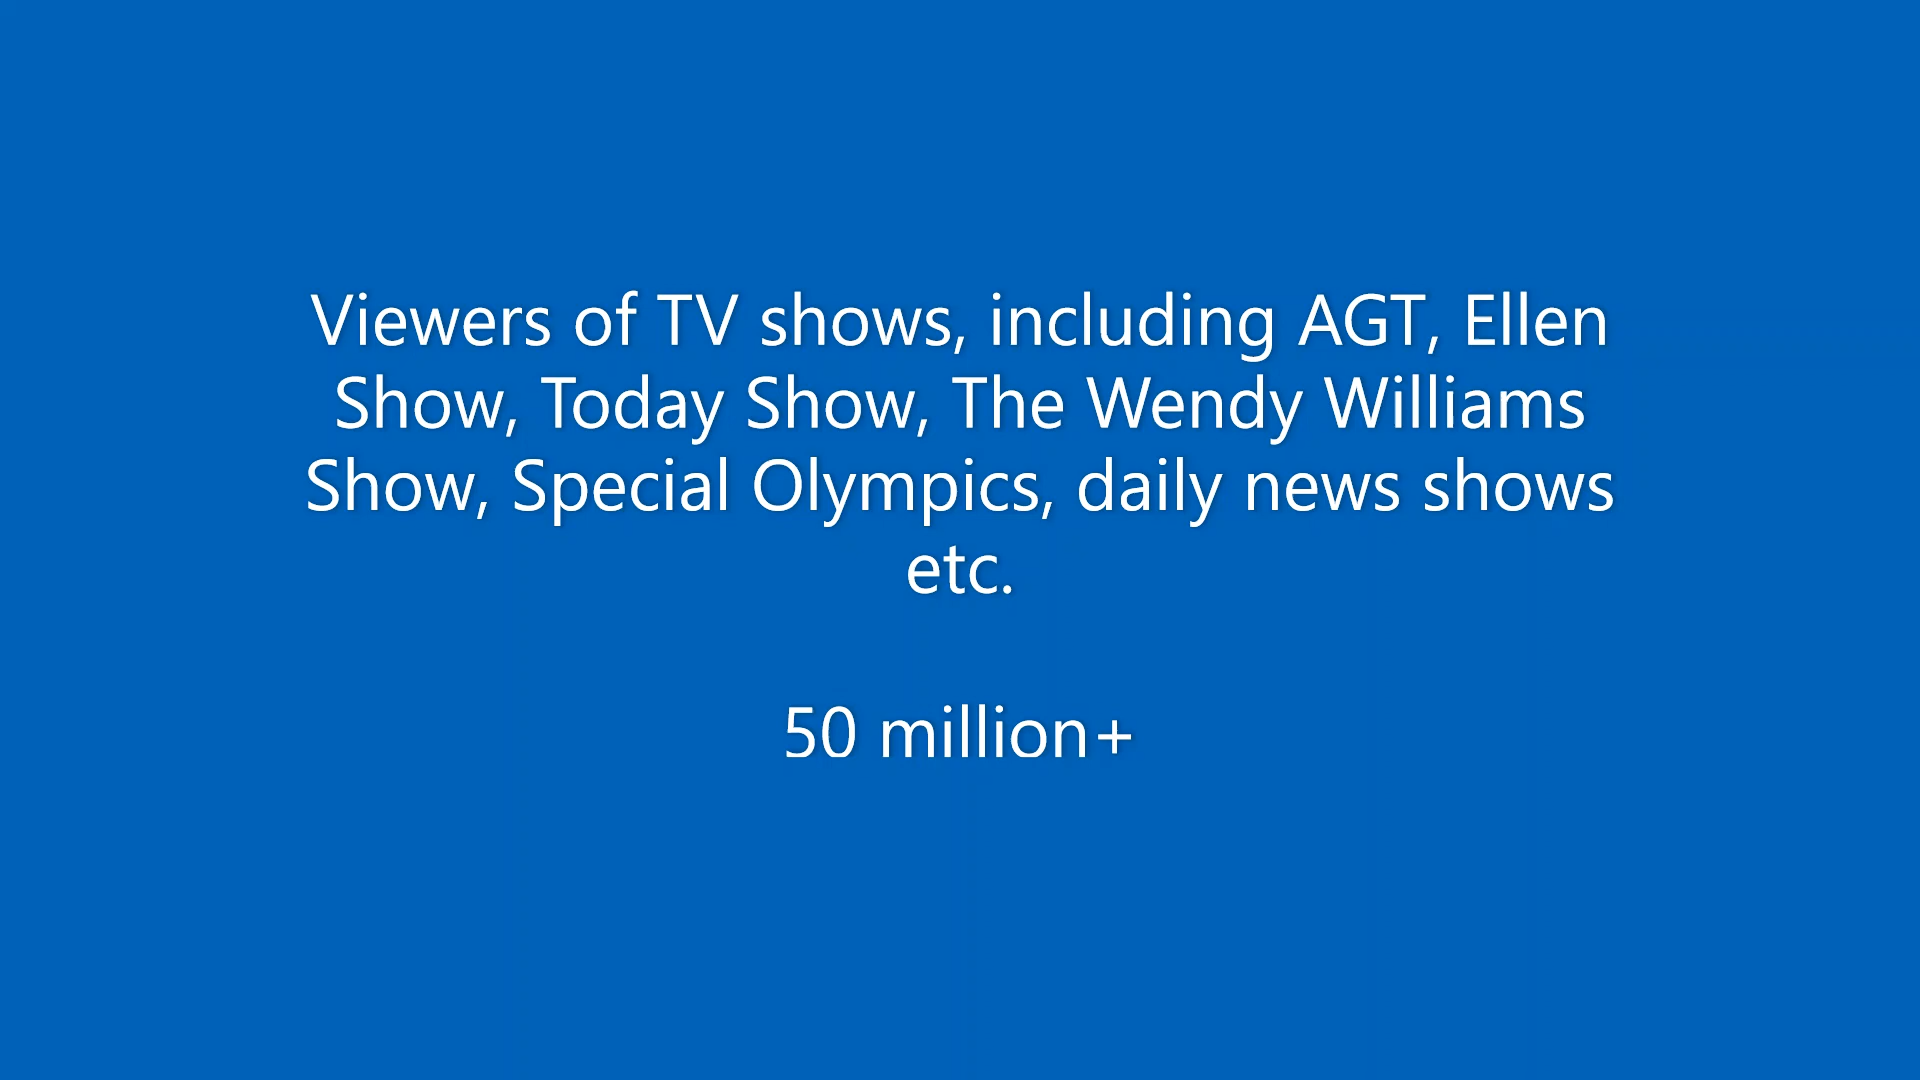 Viewers of TV shows, including AGT, Ellen
Show, Today Show, The Wendy Williams
Show, Special Olympics, daily news shows
etc.
50 million+